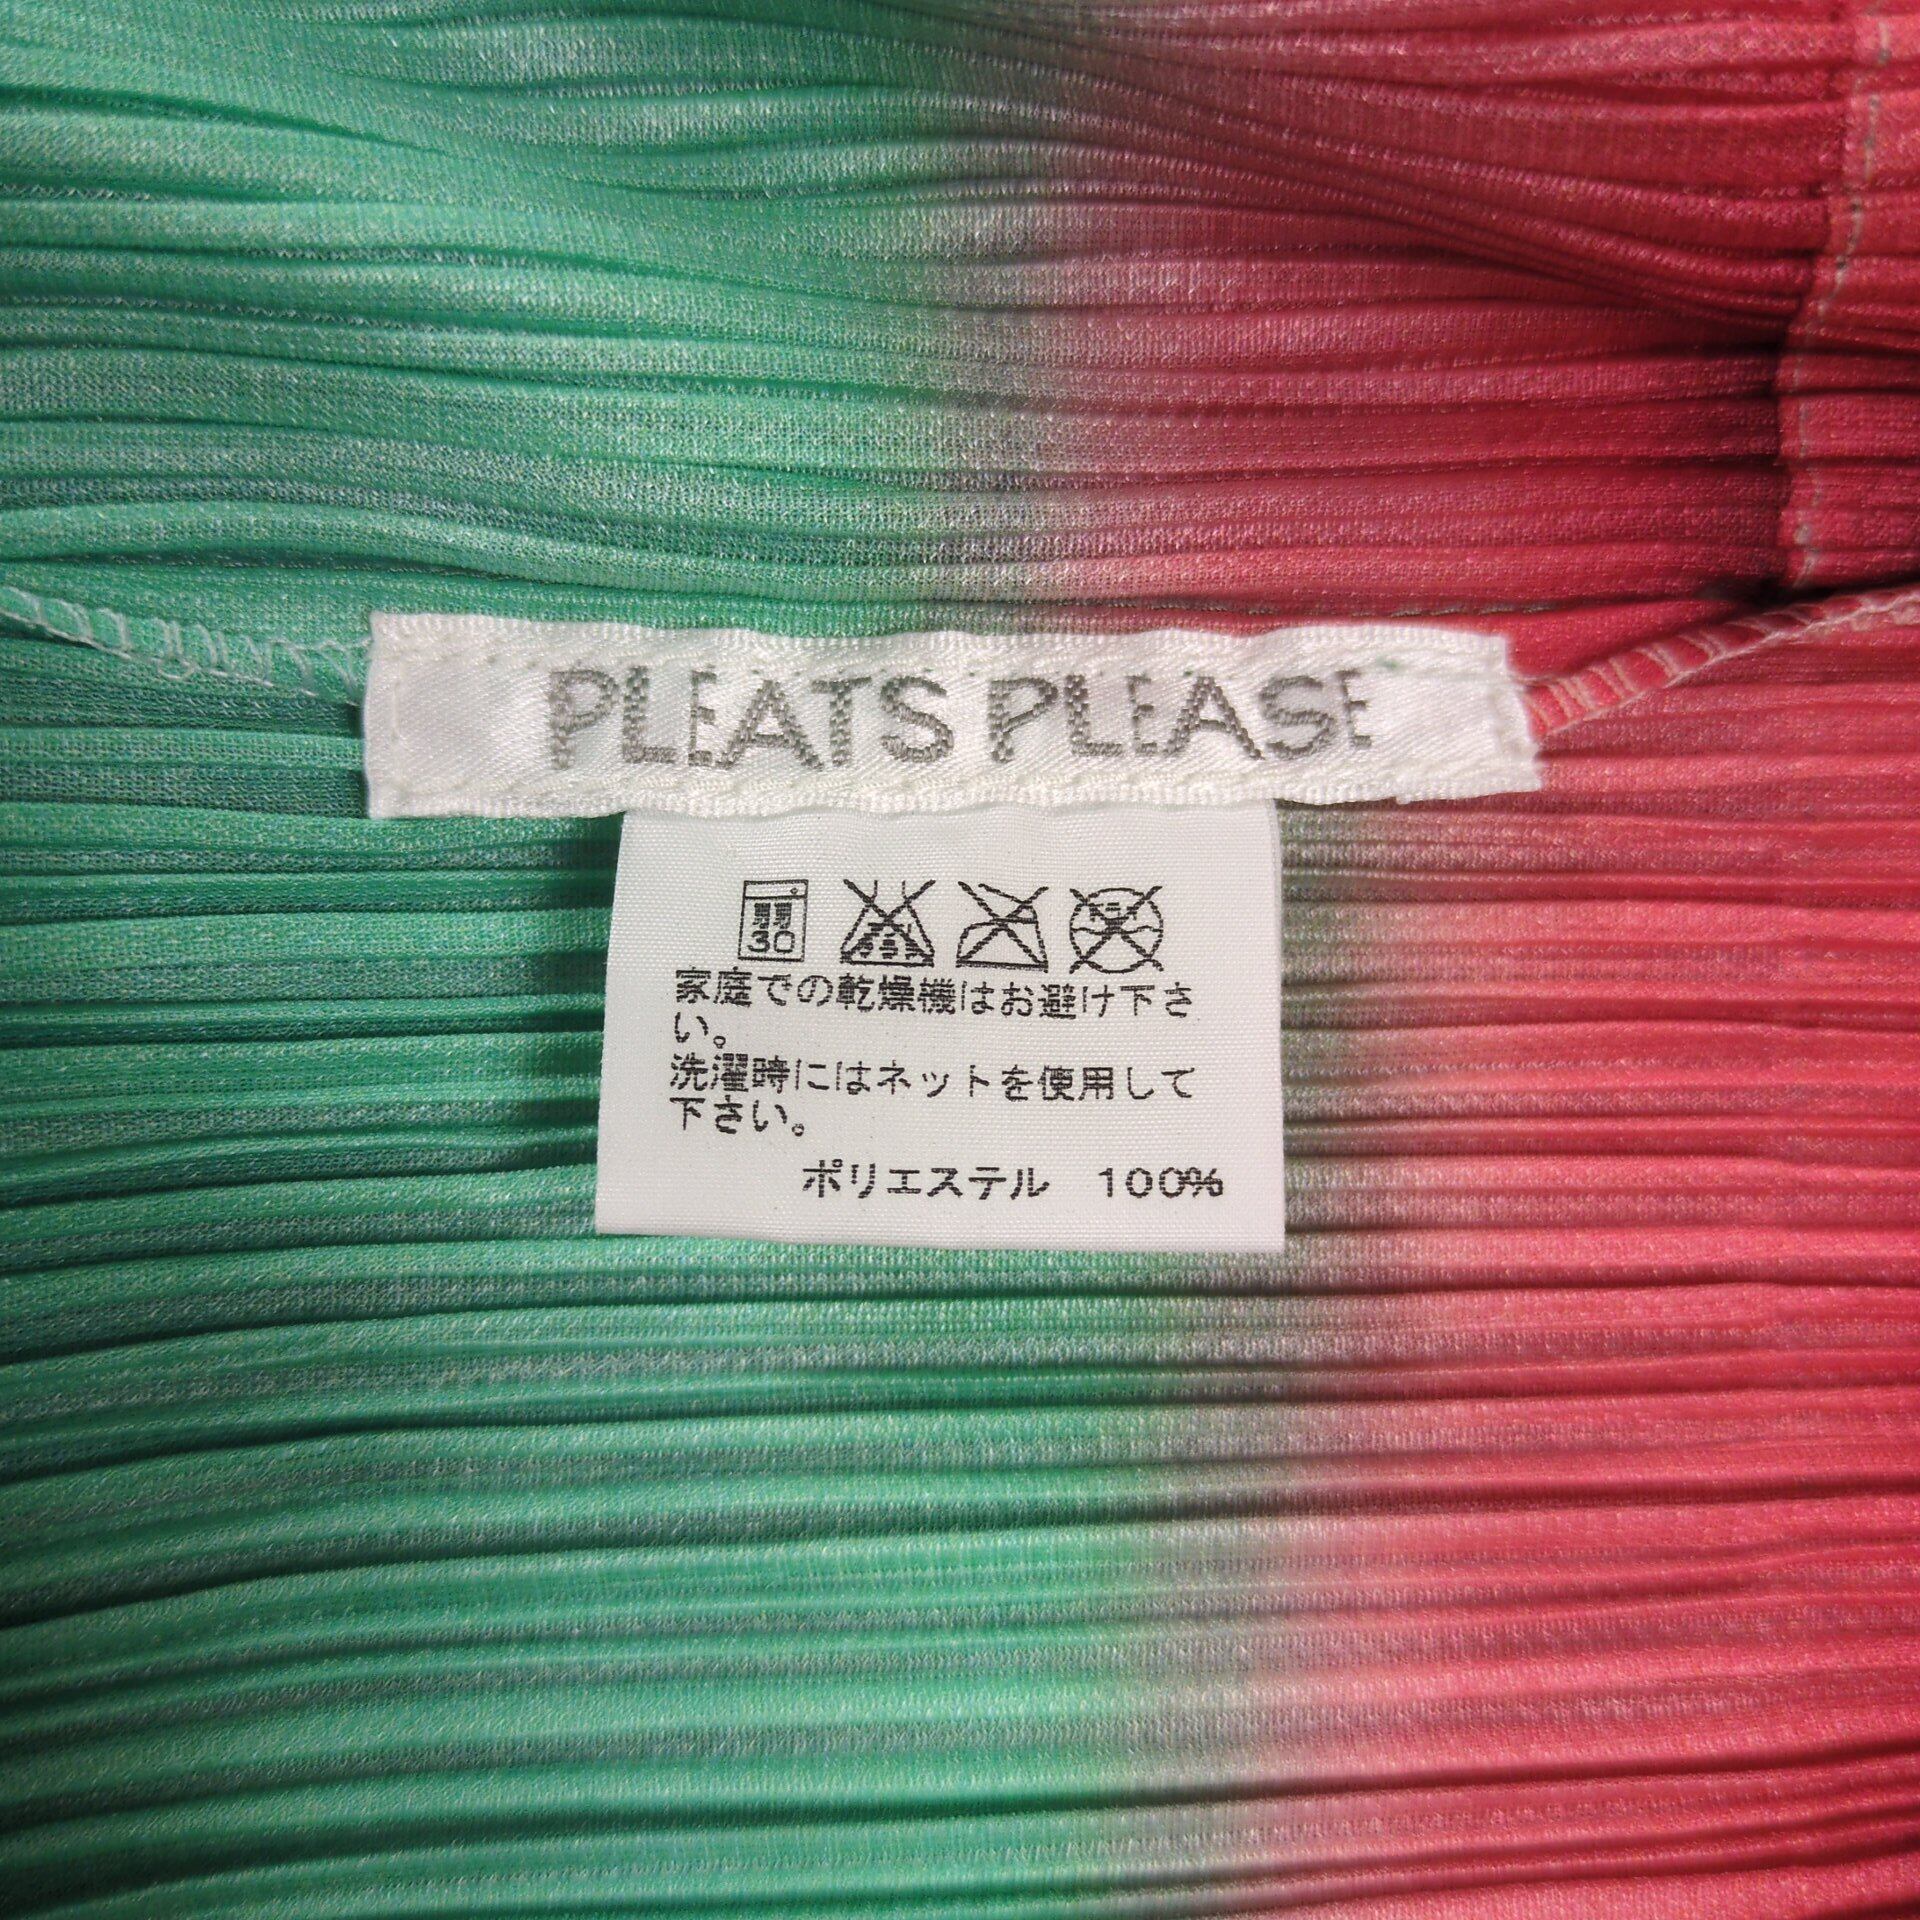 PLEATS PLEASE
弱 30
家庭での乾燥機はお避け下さ
い。
洗濯時にはネットを使用して
下さい。
ポリエステル 100%